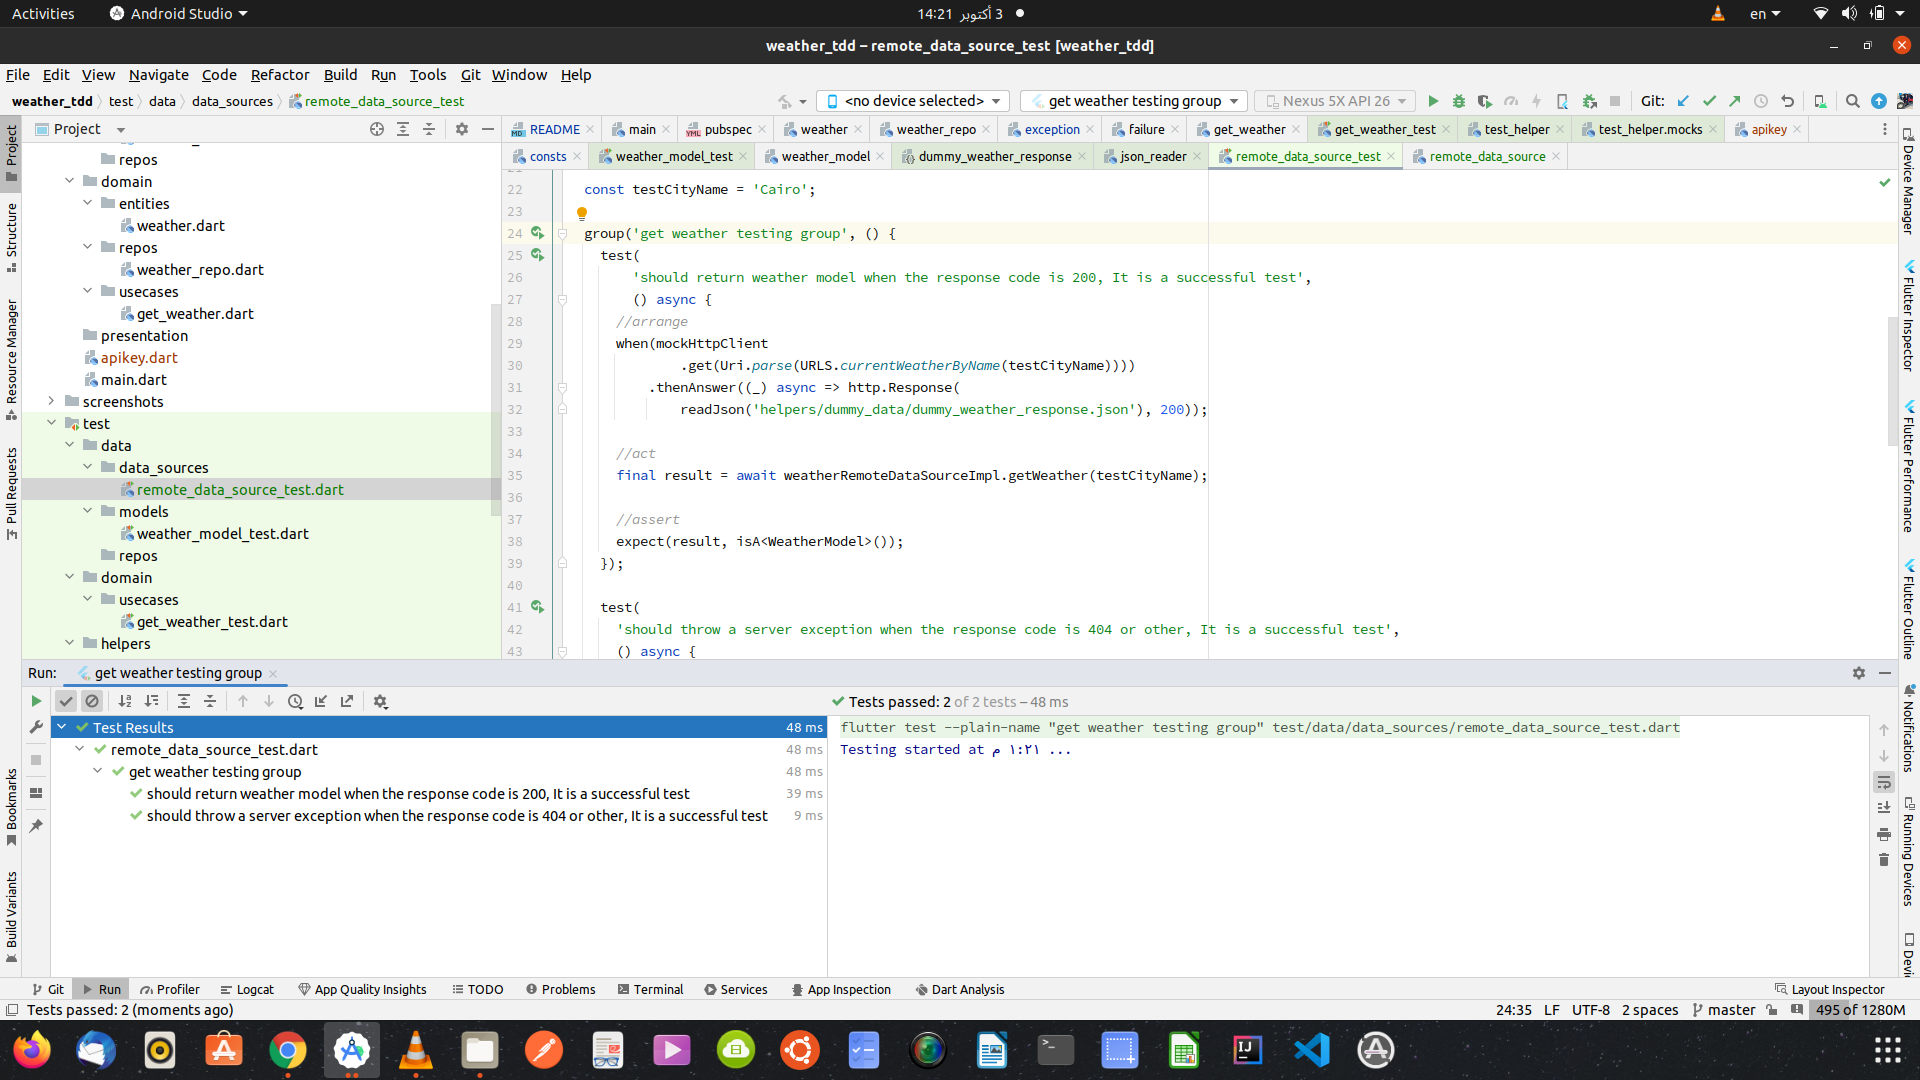 Activities Android Studio 3 أكتوبر 14:21 en
weather_tdd – remote_data_source_test [weather_tdd]
File Edit View Navigate Code Refactor Build Run Tools Git Window Help
weather_tdd test data data_sources remote_data_source_test <no device selected> get weather testing group Nexus 5X API 26 Git:
Project
README main pubspec weather weather_repo exception failure get_weather get_weather_test test_helper test_helper.mocks apikey
consts weather_model_test weather_model dummy_weather_response json_reader remote_data_source_test remote_data_source
Project
Structure
Resource Manager
Pull Requests
Bookmarks
Build Variants
repos
domain
entities
weather.dart
repos
weather_repo.dart
usecases
get_weather.dart
presentation
apikey.dart
main.dart
screenshots
test
data
data_sources
remote_data_source_test.dart
models
weather_model_test.dart
repos
domain
usecases
get_weather_test.dart
helpers
22 const testCityName = 'Cairo';
23
24 group('get weather testing group', () {
25 test(
26 'should return weather model when the response code is 200, It is a successful test',
27 () async {
28 //arrange
29 when(mockHttpClient
30 .get(Uri.parse(URLS.currentWeatherByName(testCityName))))
31 .thenAnswer((_) async => http.Response(
32 readJson('helpers/dummy_data/dummy_weather_response.json'), 200));
33
34 //act
35 final result = await weatherRemoteDataSourceImpl.getWeather(testCityName);
36
37 //assert
38 expect(result, isA<WeatherModel>());
39 });
40
41 test(
42 'should throw a server exception when the response code is 404 or other, It is a successful test',
43 () async {
Device Manager
Flutter Inspector
Flutter Performance
Flutter Outline
Notifications
Running Devices
Run: get weather testing group
Tests passed: 2 of 2 tests – 48 ms
Test Results 48 ms
remote_data_source_test.dart 48 ms
get weather testing group 48 ms
should return weather model when the response code is 200, It is a successful test 39 ms
should throw a server exception when the response code is 404 or other, It is a successful test 9 ms
flutter test --plain-name "get weather testing group" test/data/data_sources/remote_data_source_test.dart
Testing started at ١:٢١ م ...
Git Run Profiler Logcat App Quality Insights TODO Problems Terminal Services App Inspection Dart Analysis Layout Inspector
Tests passed: 2 (moments ago) 24:35 LF UTF-8 2 spaces master 495 of 1280M